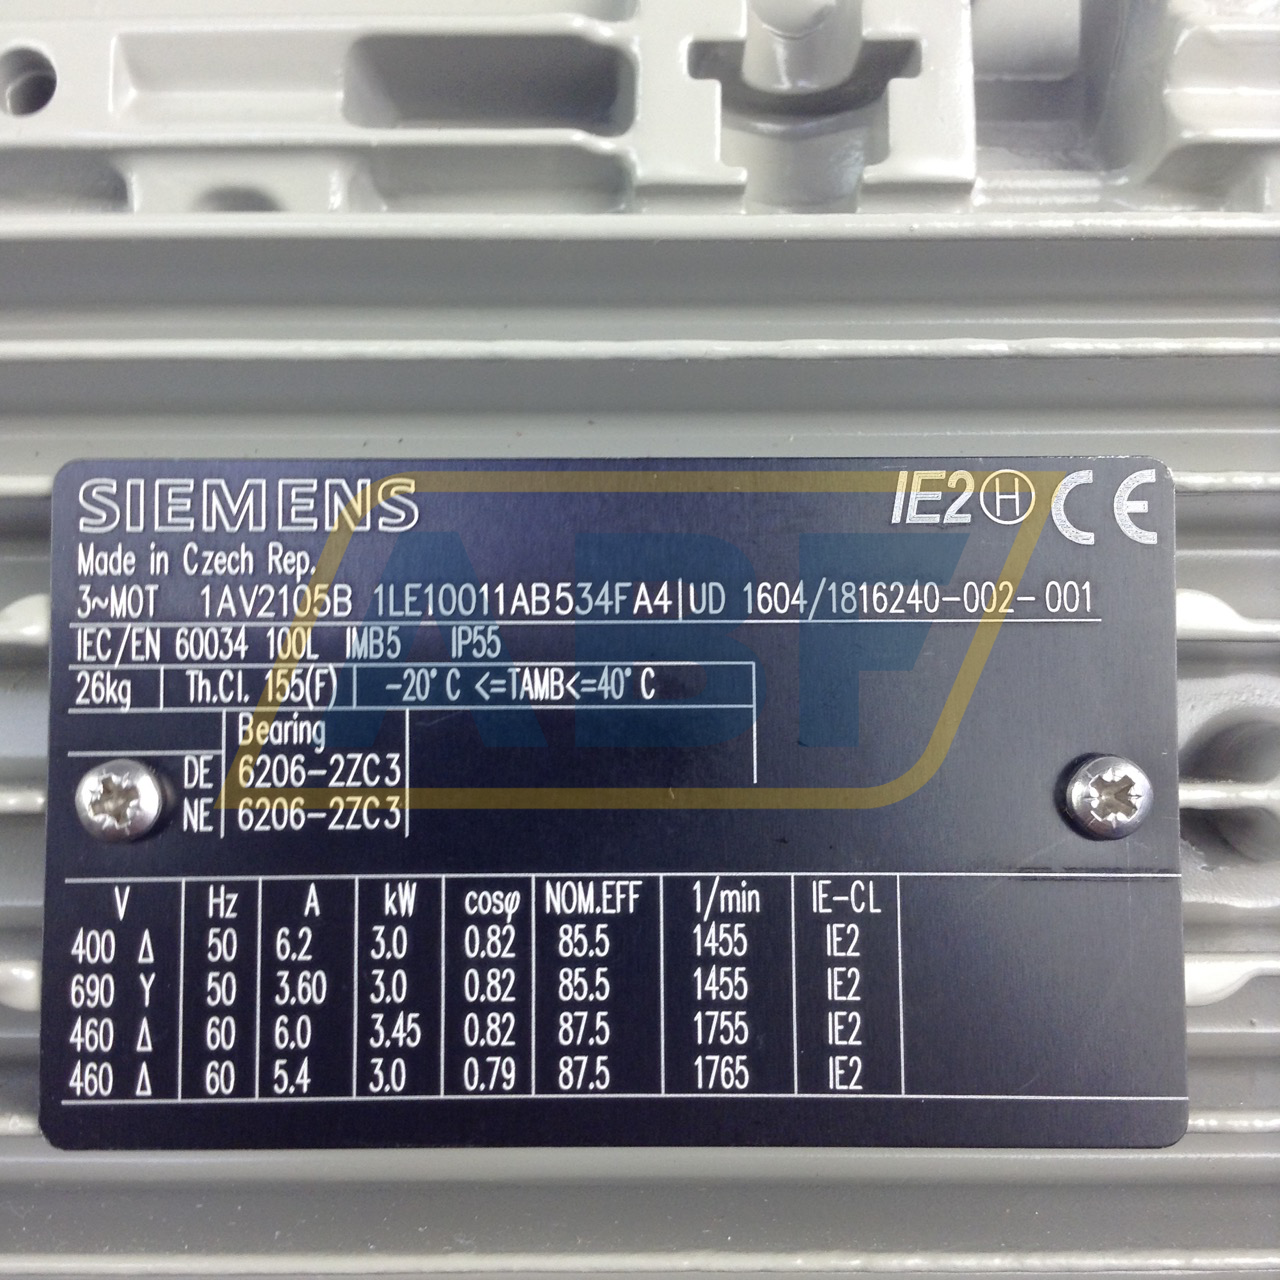 SIEMENS IE2 H CE
Made in Czech Rep.
3~MOT 1AV2105B 1LE10011AB534FA4 | UD 1604/1816240-002-001
IEC/EN 60034 100L IMB5 IP55
26kg Th.Cl. 155(F) -20° C <=TAMB<=40° C
Bearing
DE 6206-2ZC3
NE 6206-2ZC3
V Hz A kW cosφ NOM.EFF 1/min IE-CL
400 Δ 50 6.2 3.0 0.82 85.5 1455 IE2
690 Y 50 3.60 3.0 0.82 85.5 1455 IE2
460 Δ 60 6.0 3.45 0.82 87.5 1755 IE2
460 Δ 60 5.4 3.0 0.79 87.5 1765 IE2
ABF